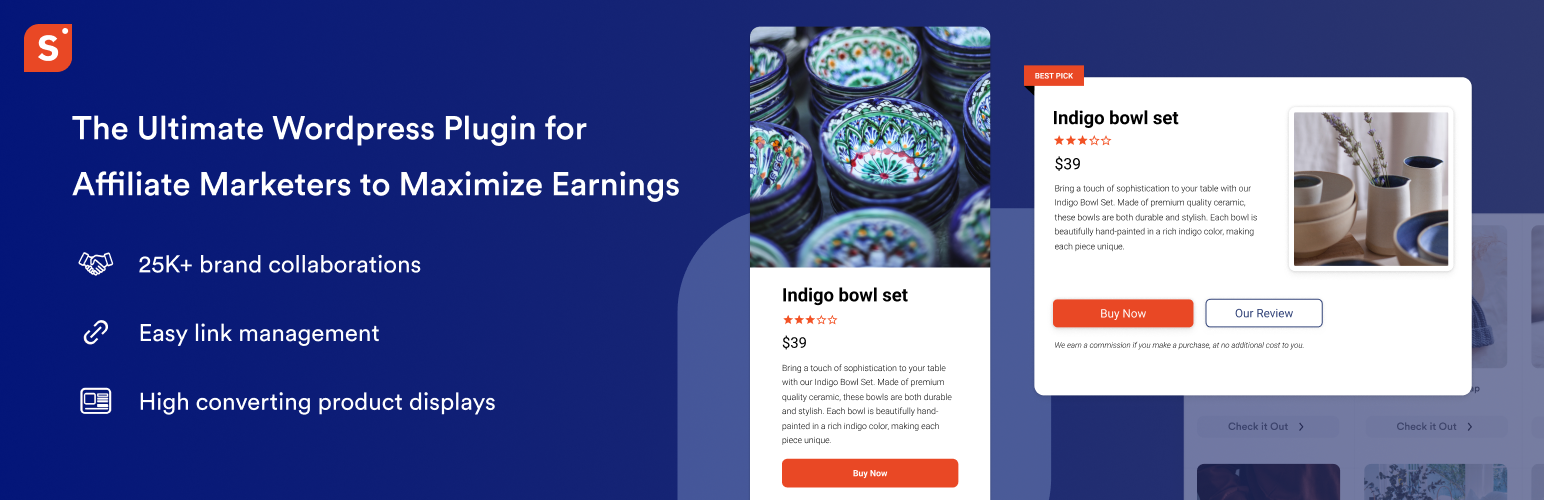 S
The Ultimate Wordpress Plugin for
Affiliate Marketers to Maximize Earnings
25K+ brand collaborations
Easy link management
High converting product displays
Indigo bowl set
$39
Bring a touch of sophistication to your table
with our Indigo Bowl Set. Made of premium
quality ceramic, these bowls are both durable
and stylish. Each bowl is beautifully hand-
painted in a rich indigo color, making each
piece unique.
Buy Now
BEST PICK
Indigo bowl set
$39
Bring a touch of sophistication to your table with our
Indigo Bowl Set. Made of premium quality ceramic,
these bowls are both durable and stylish. Each bowl is
beautifully hand-painted in a rich indigo color, making
each piece unique.
Buy Now
Our Review
We earn a commission if you make a purchase, at no additional cost to you.
Check it Out
Check it Out